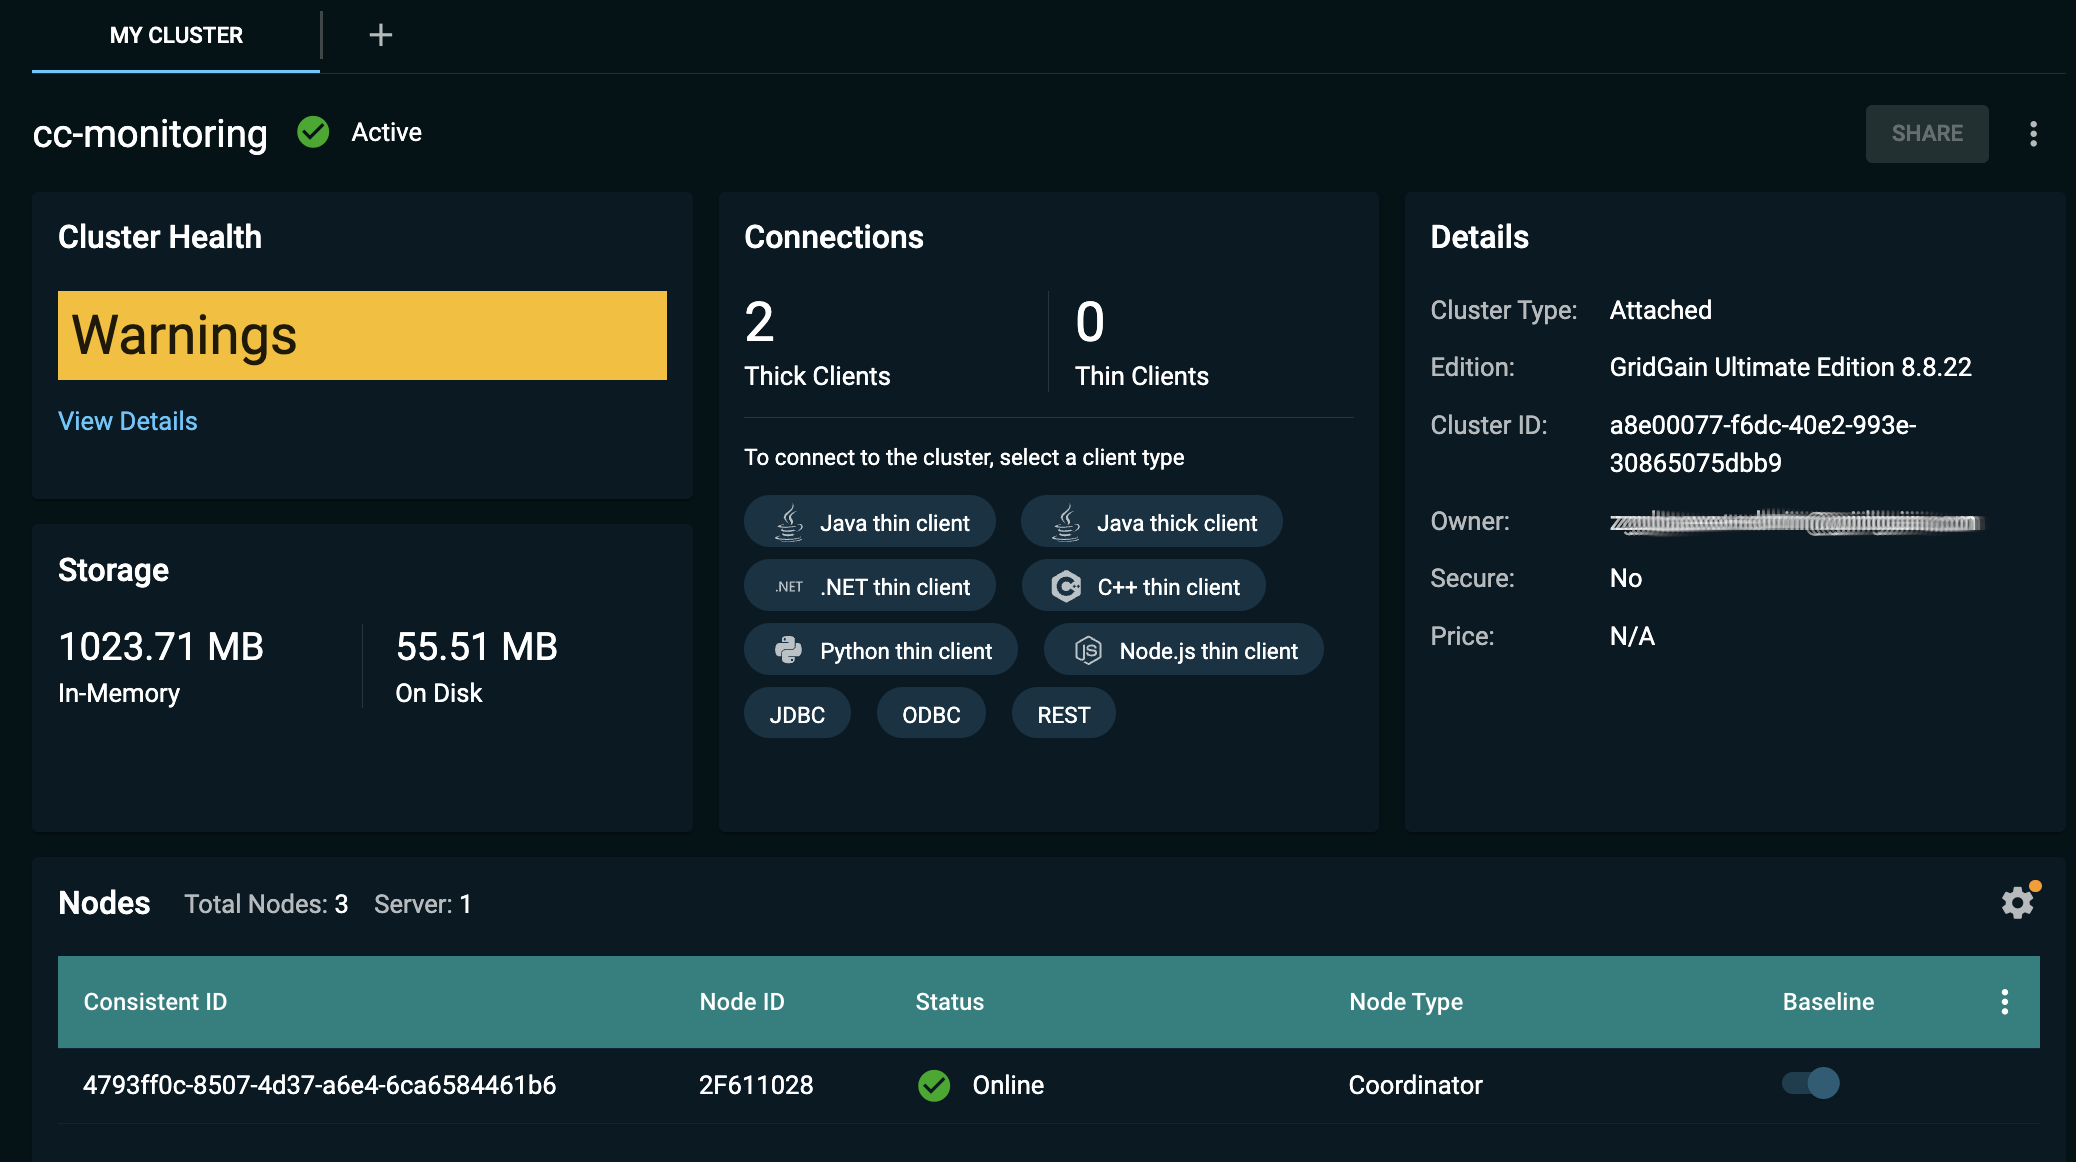 MY CLUSTER
+
cc-monitoring Active
SHARE
Cluster Health
Warnings
View Details
Storage
1023.71 MB
In-Memory
55.51 MB
On Disk
Connections
2
Thick Clients
0
Thin Clients
To connect to the cluster, select a client type
Java thin client
Java thick client
.NET .NET thin client
C++ thin client
Python thin client
JS Node.js thin client
JDBC
ODBC
REST
Details
Cluster Type: Attached
Edition: GridGain Ultimate Edition 8.8.22
Cluster ID: a8e00077-f6dc-40e2-993e-
30865075dbb9
Owner:
Secure: No
Price: N/A
Nodes Total Nodes: 3 Server: 1
Consistent ID Node ID Status Node Type Baseline
4793ff0c-8507-4d37-a6e4-6ca6584461b6 2F611028 Online Coordinator